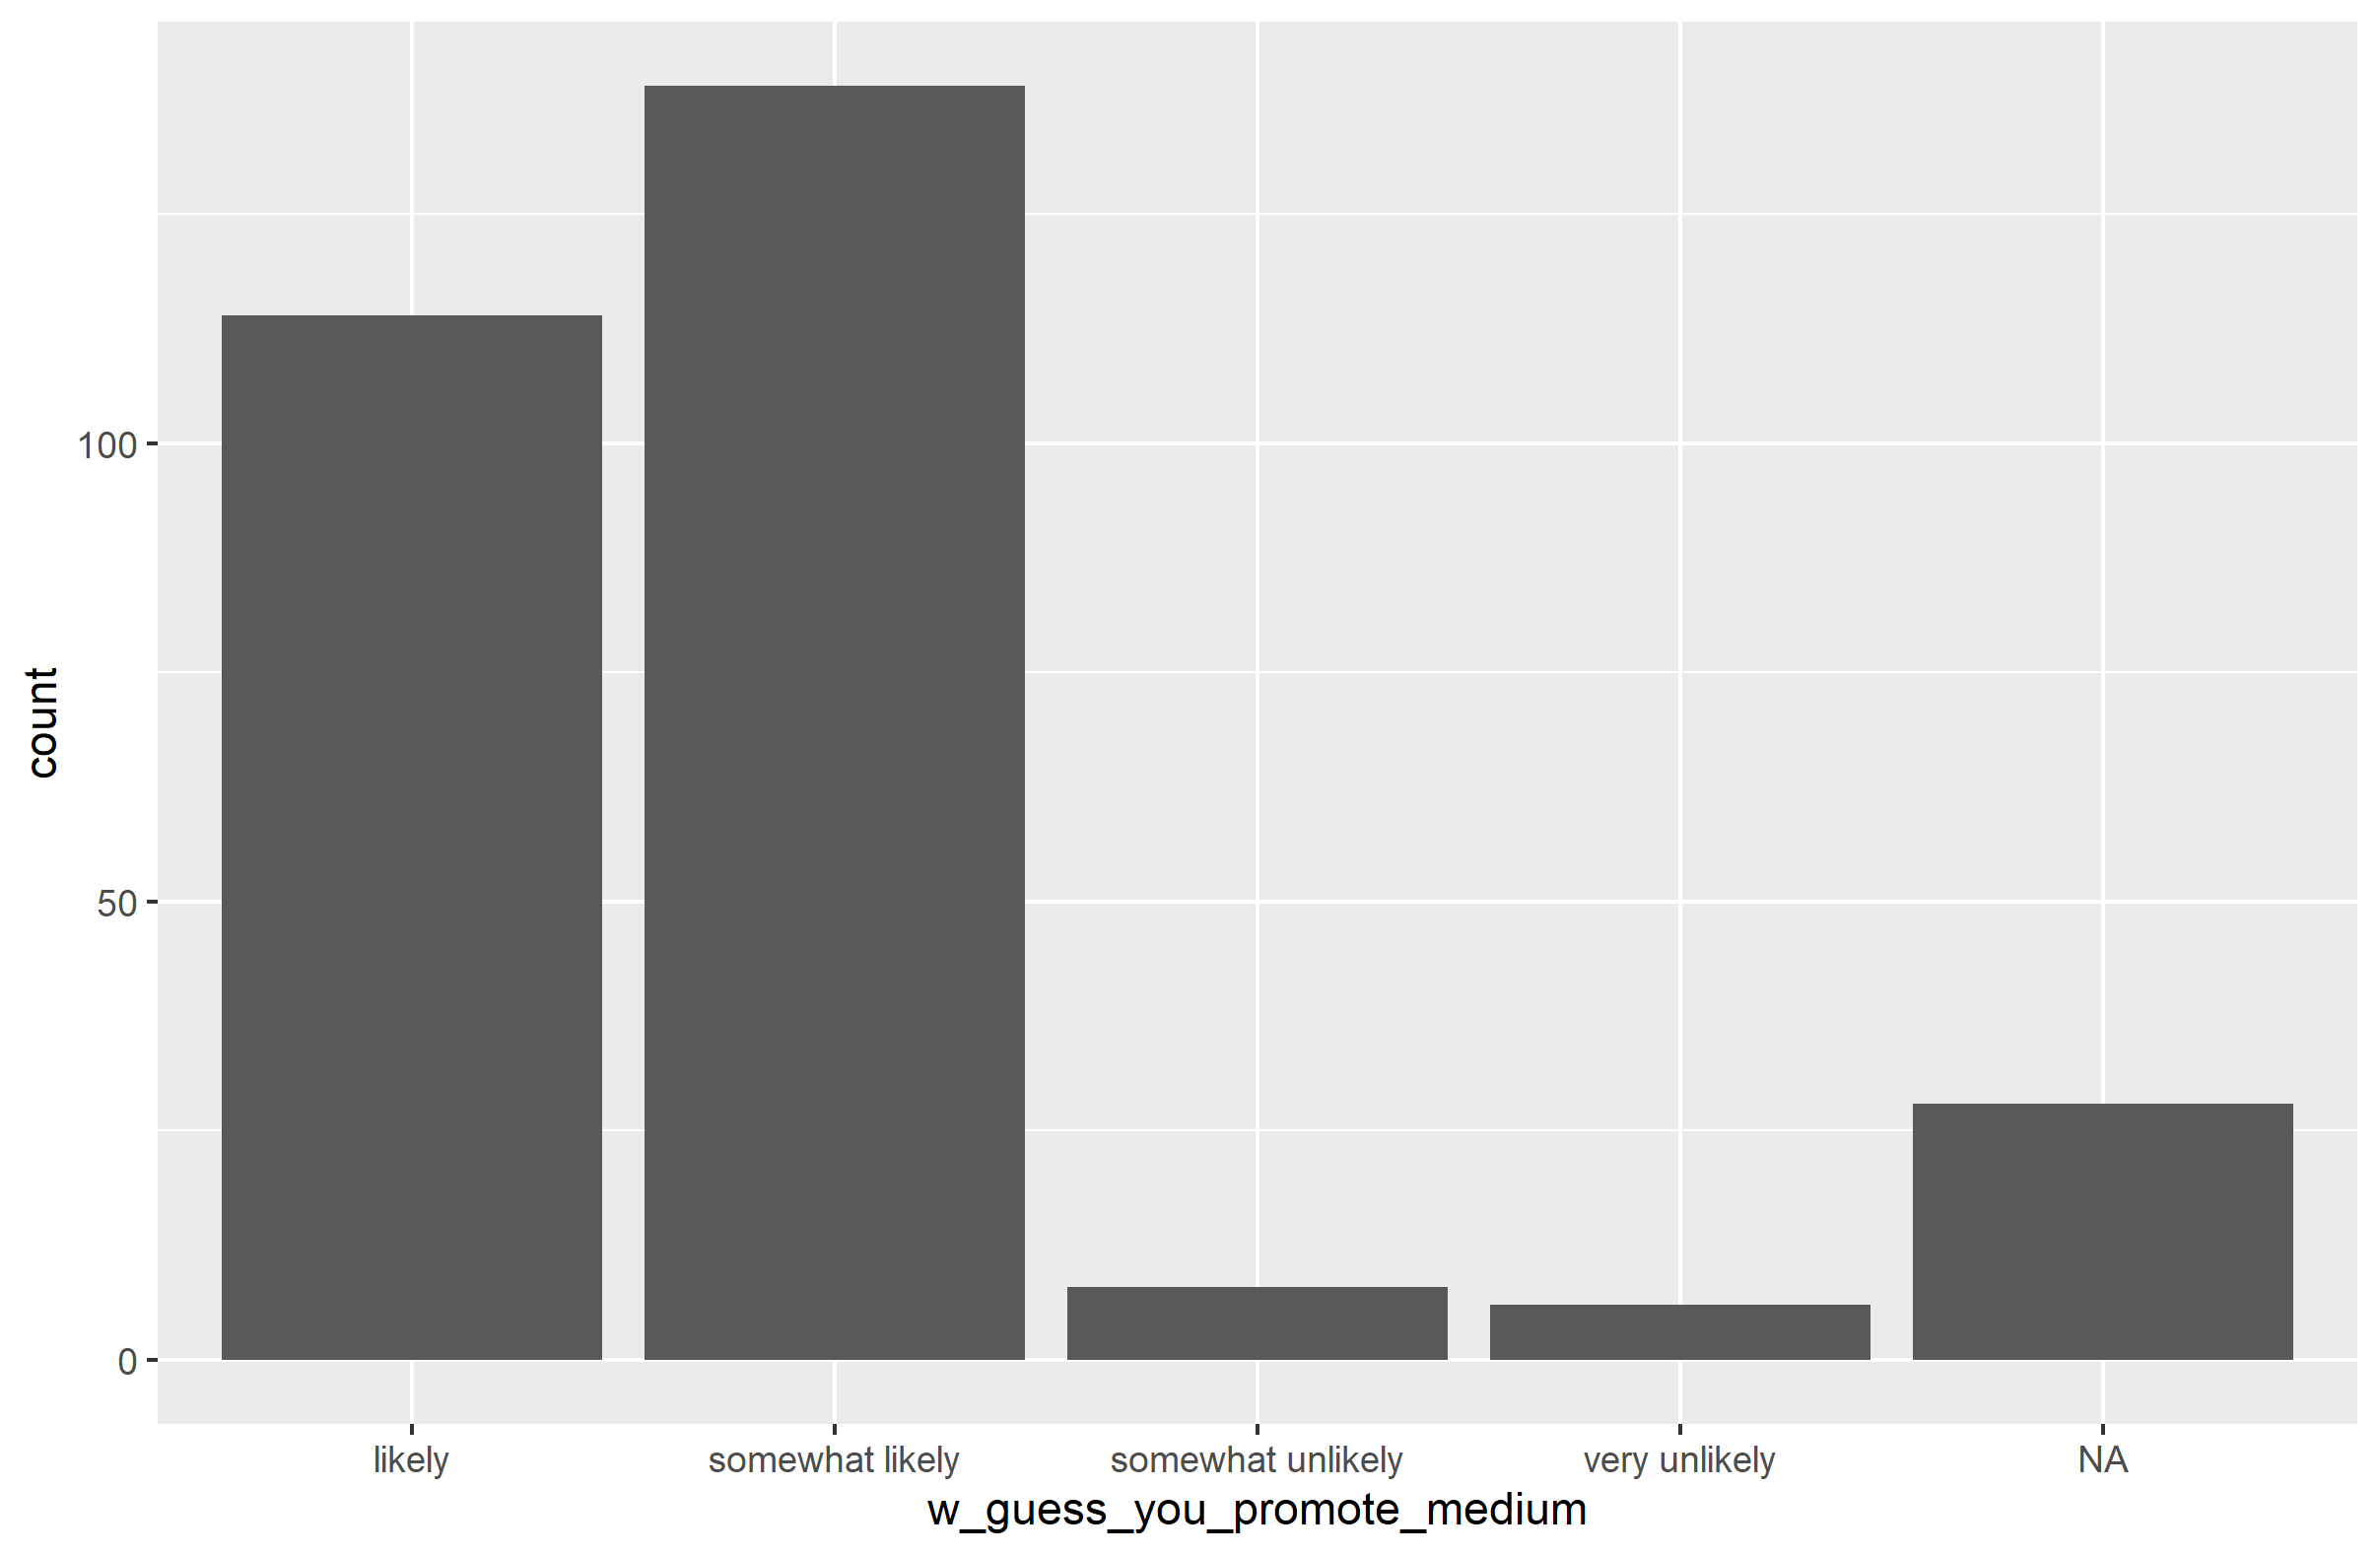 count
100
50
0
likely
somewhat likely
somewhat unlikely
very unlikely
NA
w_guess_you_promote_medium